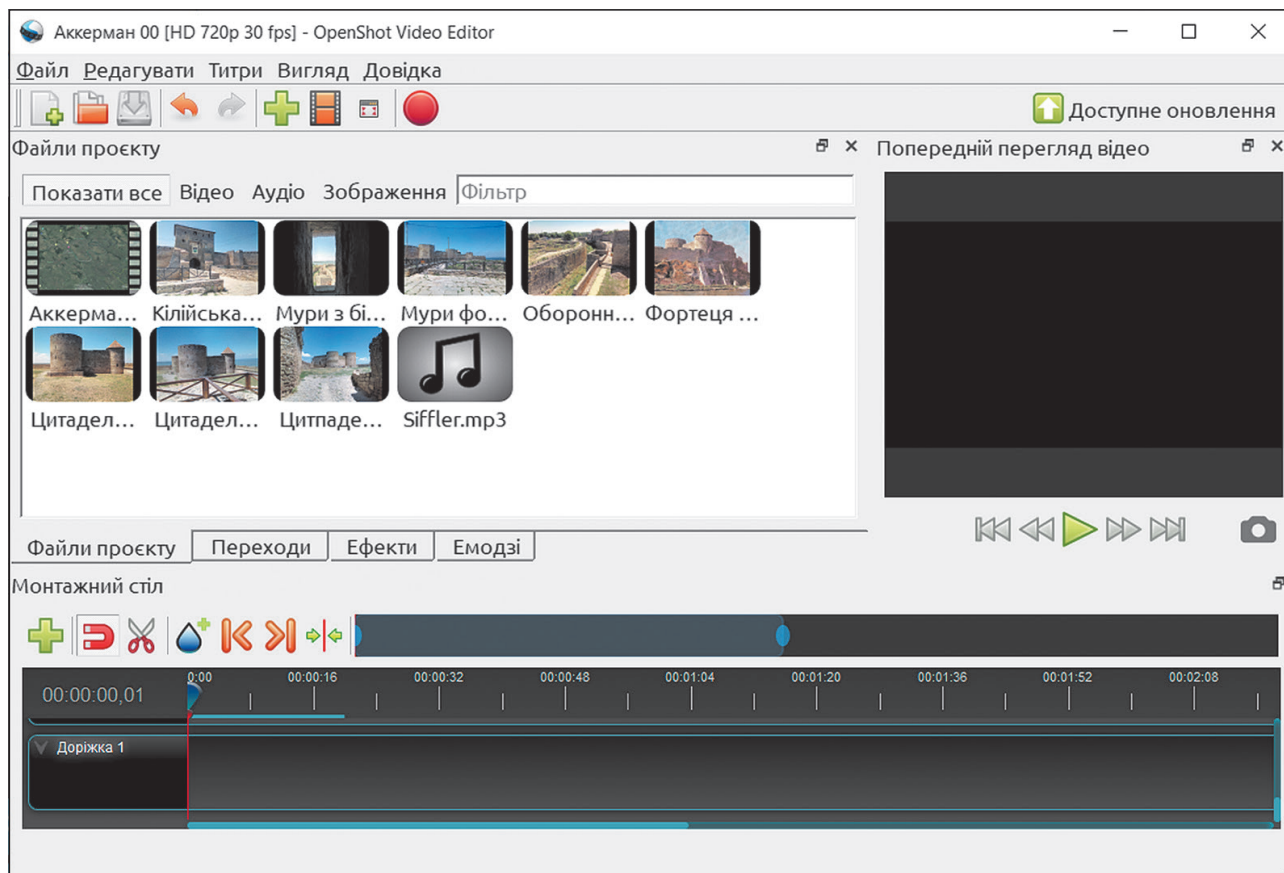 Аккерман 00 [HD 720p 30 fps] - OpenShot Video Editor
Файл Редагувати Титри Вигляд Довідка
Доступне оновлення
Файли проєкту
Попередній перегляд відео
Показати все Відео Аудіо Зображення Фільтр
Аккерма... Кілійська... Мури з бі... Мури фо... Оборонн... Фортеця ...
Цитадел... Цитадел... Цитпаде... Siffler.mp3
Файли проєкту Переходи Ефекти Емодзі
Монтажний стіл
00:00:00,01 0:00 00:00:16 00:00:32 00:00:48 00:01:04 00:01:20 00:01:36 00:01:52 00:02:08
Доріжка 1